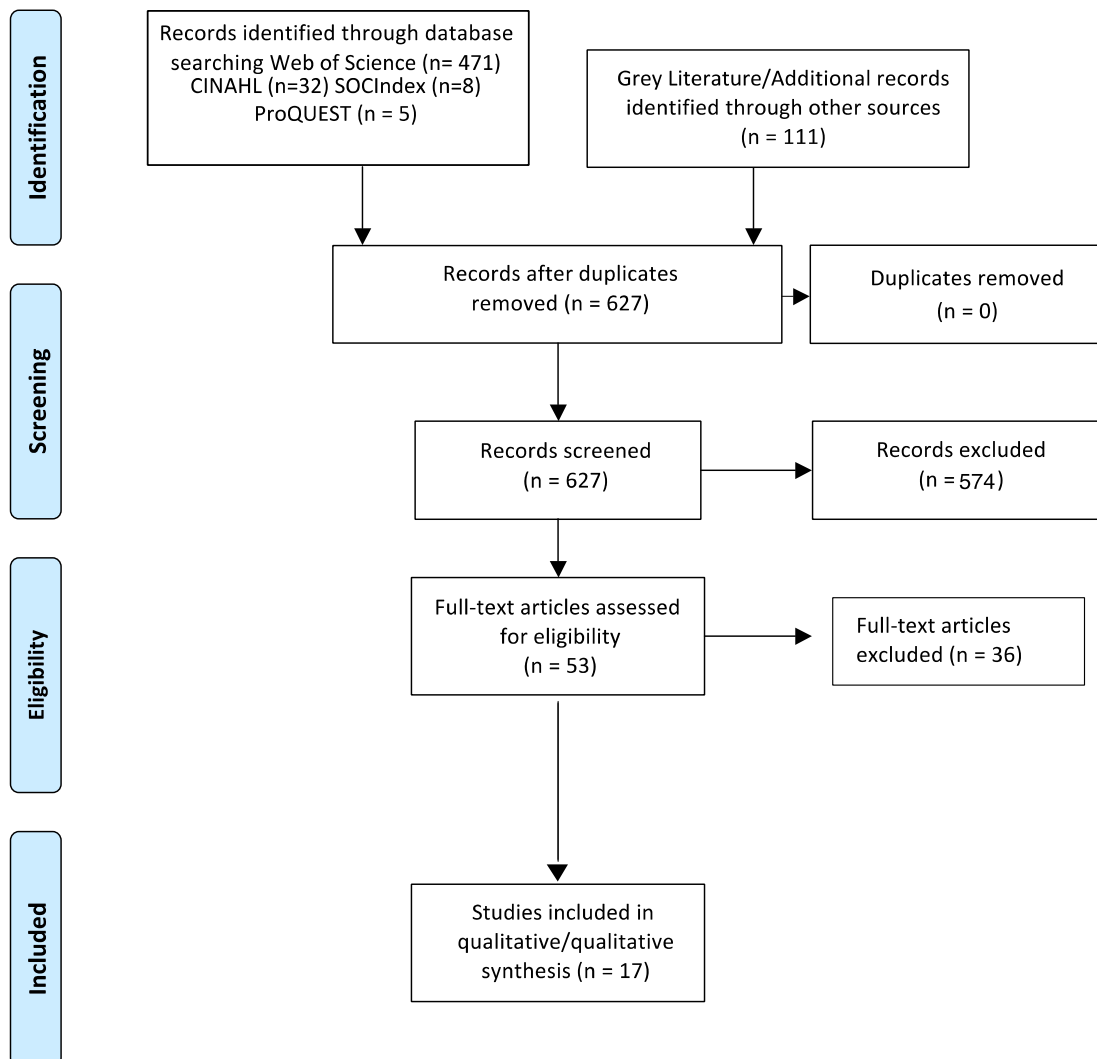 Identification
Records identified through database
searching Web of Science (n= 471)
CINAHL (n=32) SOCIndex (n=8)
ProQUEST (n = 5)
Grey Literature/Additional records
identified through other sources
(n = 111)
Records after duplicates
removed (n = 627)
Duplicates removed
(n = 0)
Screening
Records screened
(n = 627)
Records excluded
(n = 574)
Eligibility
Full-text articles assessed
for eligibility
(n = 53)
Full-text articles
excluded (n = 36)
Included
Studies included in
qualitative/qualitative
synthesis (n = 17)